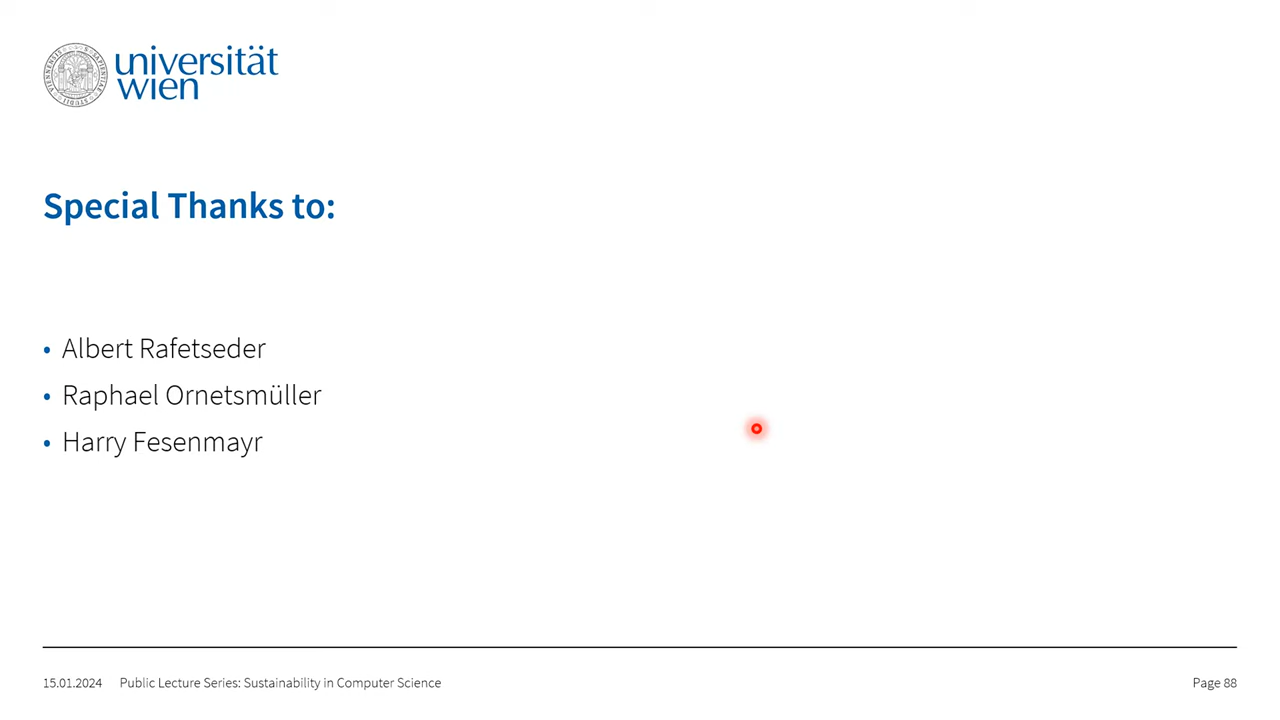 universität
wien
Special Thanks to:
• Albert Rafetseder
• Raphael Ornetsmüller
• Harry Fesenmayr
15.01.2024 Public Lecture Series: Sustainability in Computer Science Page 88